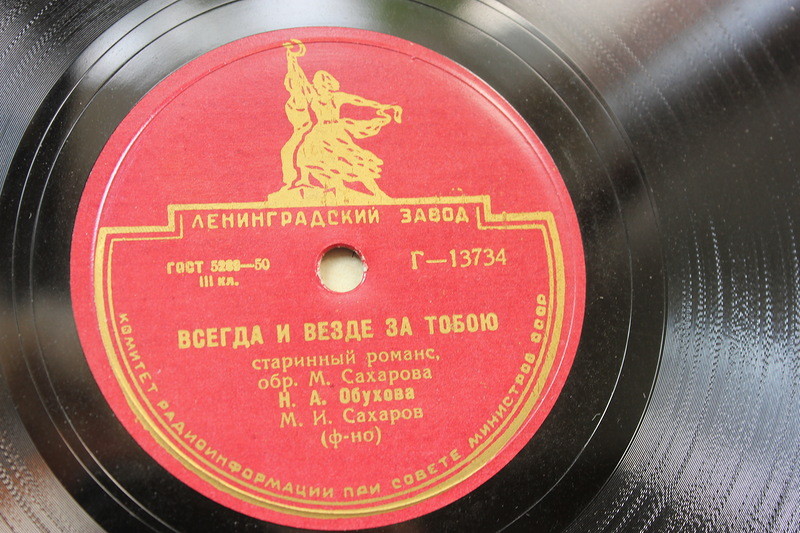 ЛЕНИНГРАДСКИЙ ЗАВОД
ГОСТ 5289—50
III кл.
Г—13734
ВСЕГДА И ВЕЗДЕ ЗА ТОБОЮ
старинный романс,
обр. М. Сахарова
Н. А. Обухова
М. И. Сахаров
(ф-но)
КОМИТЕТ РАДИОИНФОРМАЦИИ ПРИ СОВЕТЕ МИНИСТРОВ СССР